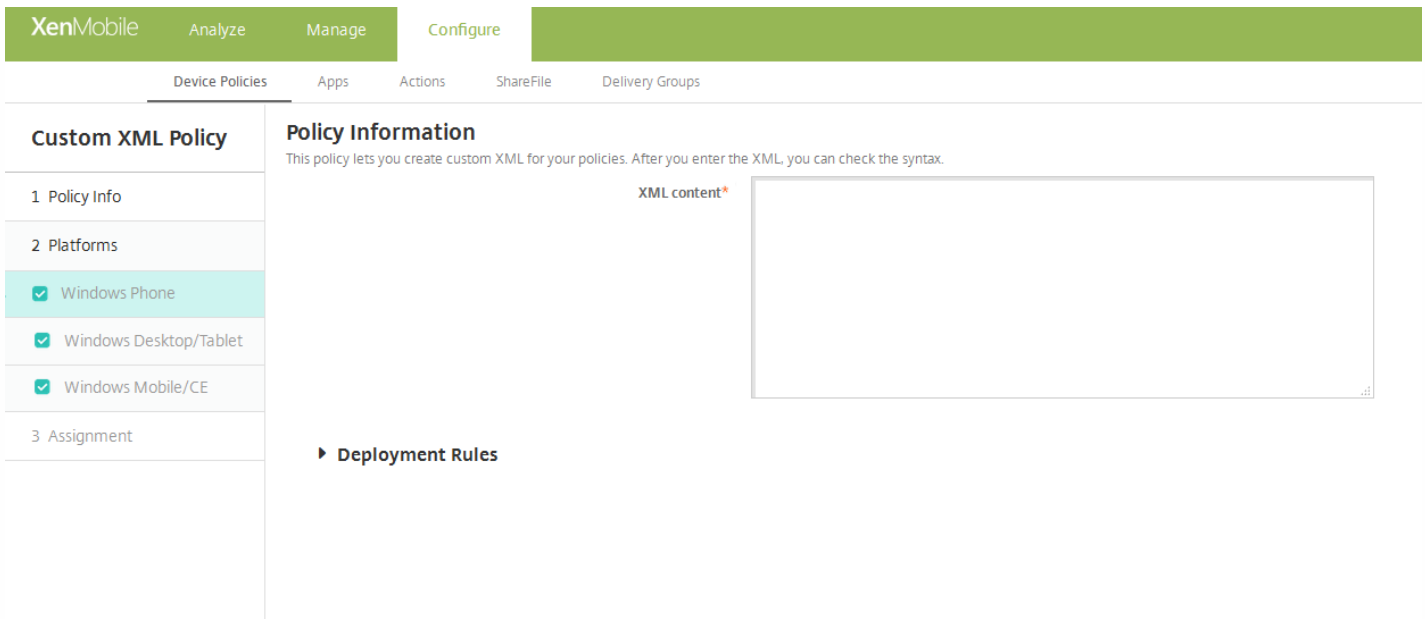 XenMobile Analyze Manage Configure
Device Policies Apps Actions ShareFile Delivery Groups
Custom XML Policy
1 Policy Info
2 Platforms
Windows Phone
Windows Desktop/Tablet
Windows Mobile/CE
3 Assignment
Policy Information
This policy lets you create custom XML for your policies. After you enter the XML, you can check the syntax.
XML content*
Deployment Rules